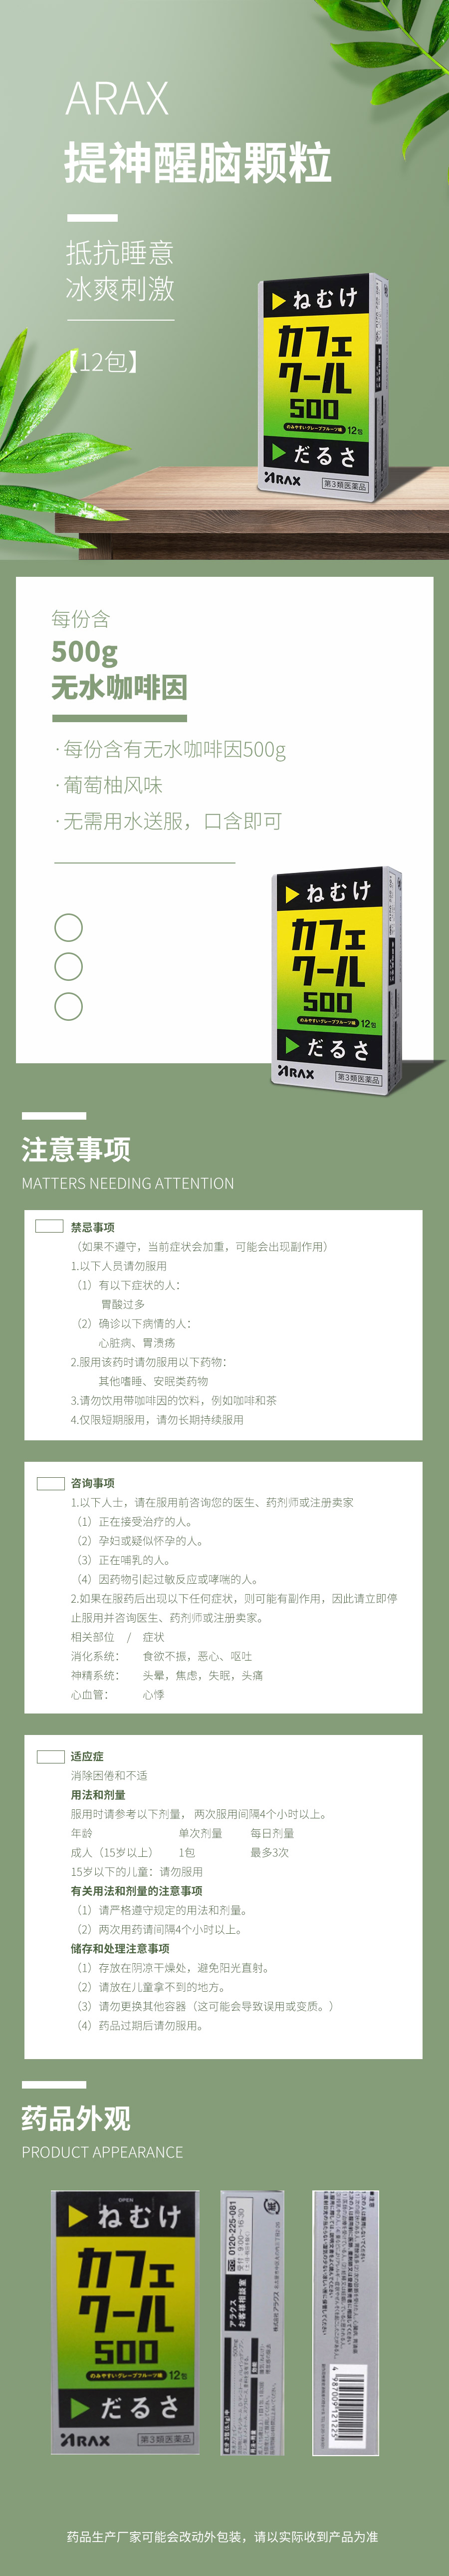 ARAX
提神醒脑颗粒
抵抗睡意
冰爽刺激
【12包】
ねむけ
カフェ
クール
500
のみやすいグレープフルーツ味 12包
だるさ
ARAX 第3類医薬品
每份含
500g
无水咖啡因
·每份含有无水咖啡因500g
·葡萄柚风味
·无需用水送服，口含即可
ねむけ
カフェ
クール
500
のみやすいグレープフルーツ味 12包
だるさ
ARAX 第3類医薬品
注意事项
MATTERS NEEDING ATTENTION
禁忌事项
（如果不遵守，当前症状会加重，可能会出现副作用）
1.以下人员请勿服用
（1）有以下症状的人：
胃酸过多
（2）确诊以下病情的人：
心脏病、胃溃疡
2.服用该药时请勿服用以下药物：
其他嗜睡、安眠类药物
3.请勿饮用带咖啡因的饮料，例如咖啡和茶
4.仅限短期服用，请勿长期持续服用
咨询事项
1.以下人士，请在服用前咨询您的医生、药剂师或注册卖家
（1）正在接受治疗的人。
（2）孕妇或疑似怀孕的人。
（3）正在哺乳的人。
（4）因药物引起过敏反应或哮喘的人。
2.如果在服药后出现以下任何症状，则可能有副作用，因此请立即停
止服用并咨询医生、药剂师或注册卖家。
相关部位 / 症状
消化系统： 食欲不振，恶心、呕吐
神精系统： 头晕，焦虑，失眠，头痛
心血管： 心悸
适应症
消除困倦和不适
用法和剂量
服用时请参考以下剂量， 两次服用间隔4个小时以上。
年龄 单次剂量 每日剂量
成人（15岁以上） 1包 最多3次
15岁以下的儿童：请勿服用
有关用法和剂量的注意事项
（1）请严格遵守规定的用法和剂量。
（2）两次用药请间隔4个小时以上。
储存和处理注意事项
（1）存放在阴凉干燥处，避免阳光直射。
（2）请放在儿童拿不到的地方。
（3）请勿更换其他容器（这可能会导致误用或变质。）
（4）药品过期后请勿服用。
药品外观
PRODUCT APPEARANCE
OPEN
ねむけ
カフェ
クール
500
のみやすいグレープフルーツ味 12包
だるさ
ARAX 第3類医薬品
アラクス
お客様相談室
0120-225-081
受付 9:00~16:30
株式会社アラクス
4 987009 121225
药品生产厂家可能会改动外包装，请以实际收到产品为准